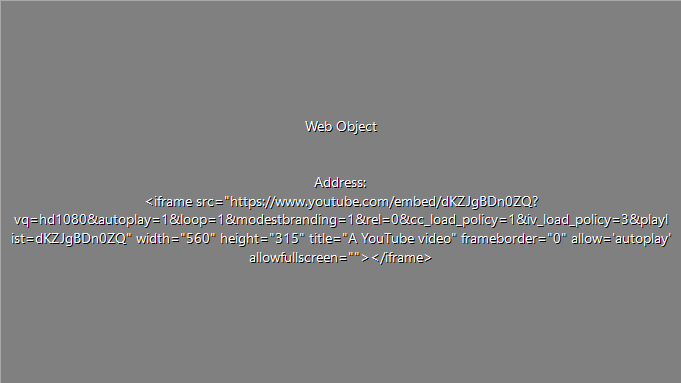 Web Object
Address:
<iframe src="https://www.youtube.com/embed/dKZJgBDn0ZQ?
vq=hd1080&autoplay=1&loop=1&modestbranding=1&rel=0&cc_load_policy=1&iv_load_policy=3&playl
ist=dKZJgBDn0ZQ" width="560" height="315" title="A YouTube video" frameborder="0" allow='autoplay'
allowfullscreen=""></iframe>